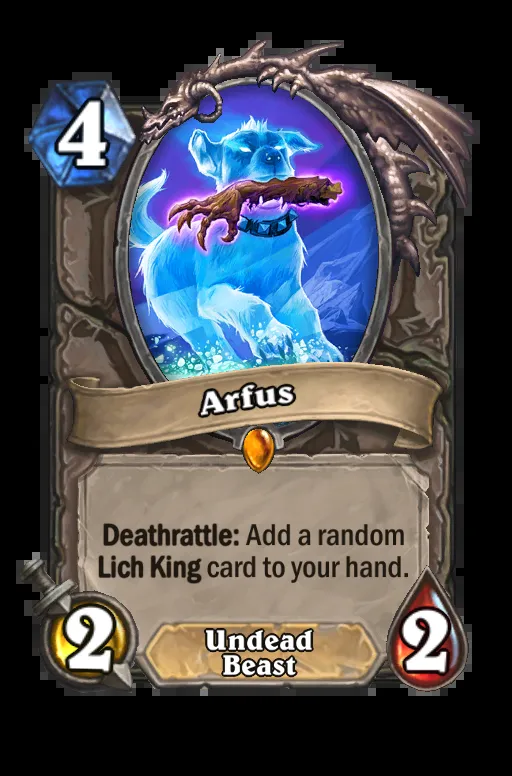 4
Arfus
Deathrattle: Add a random
Lich King card to your hand.
2
Undead
Beast
2